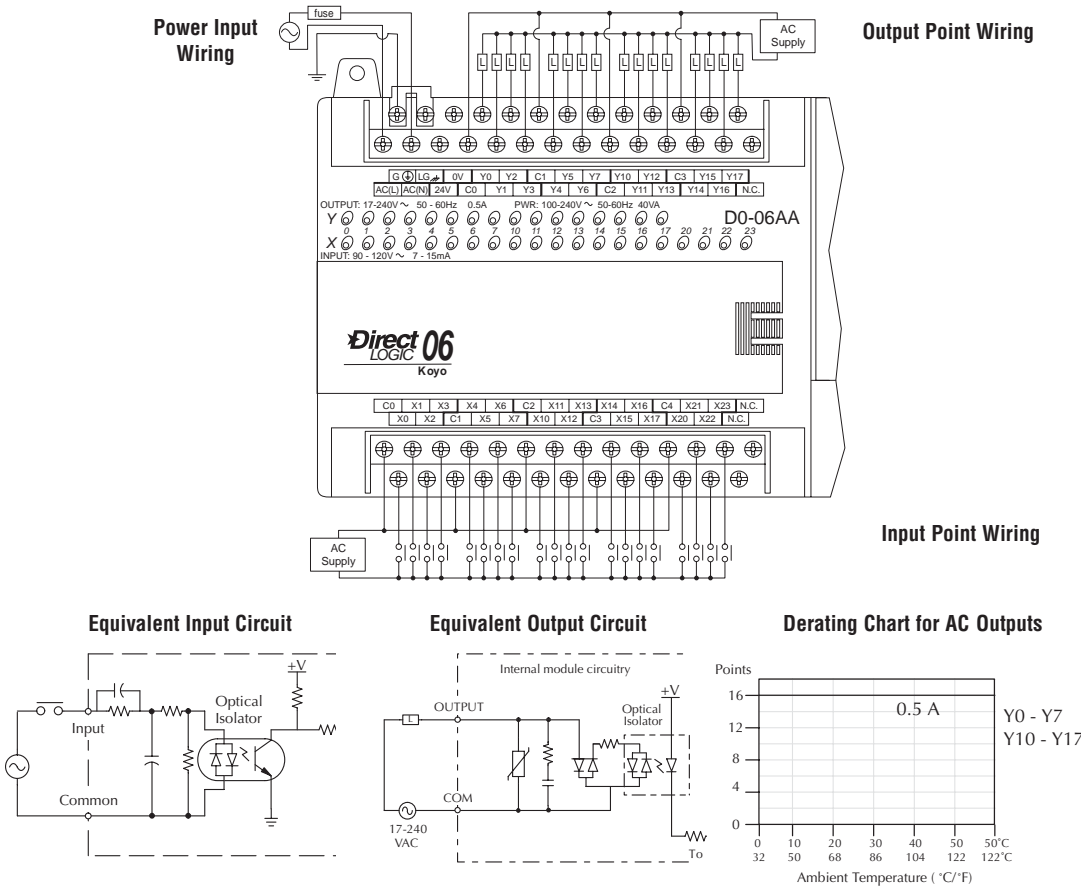 Power Input
Wiring
fuse
AC
Supply
Output Point Wiring
L L L L L L L L L L L L L L L L
G LG 0V Y0 Y2 C1 Y5 Y7 Y10 Y12 C3 Y15 Y17
AC(L) AC(N) 24V C0 Y1 Y3 Y4 Y6 C2 Y11 Y13 Y14 Y16 N.C.
OUTPUT: 17-240V ~ 50 - 60Hz 0.5A PWR: 100-240V ~ 50-60Hz 40VA
Y
D0-06AA
0 1 2 3 4 5 6 7 10 11 12 13 14 15 16 17 20 21 22 23
X
INPUT: 90 - 120V ~ 7 - 15mA
Direct
LOGIC 06
Koyo
C0 X1 X3 X4 X6 C2 X11 X13 X14 X16 C4 X21 X23 N.C.
X0 X2 C1 X5 X7 X10 X12 C3 X15 X17 X20 X22 N.C.
Input Point Wiring
AC
Supply
Equivalent Input Circuit
+V
Optical
Isolator
Input
Common
Equivalent Output Circuit
Internal module circuitry
+V
OUTPUT
Optical
Isolator
L
COM
17-240
VAC
To
Derating Chart for AC Outputs
Points
16
0.5 A
Y0 - Y7
12
Y10 - Y17
8
4
0
0 10 20 30 40 50 50˚C
32 50 68 86 104 122 122˚C
Ambient Temperature ( ˚C/˚F)